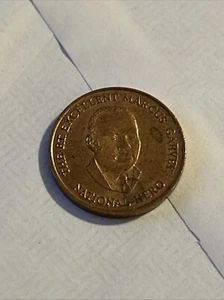 THE RT EXCELLENT MARCUS GARVEY
NATIONAL HERO